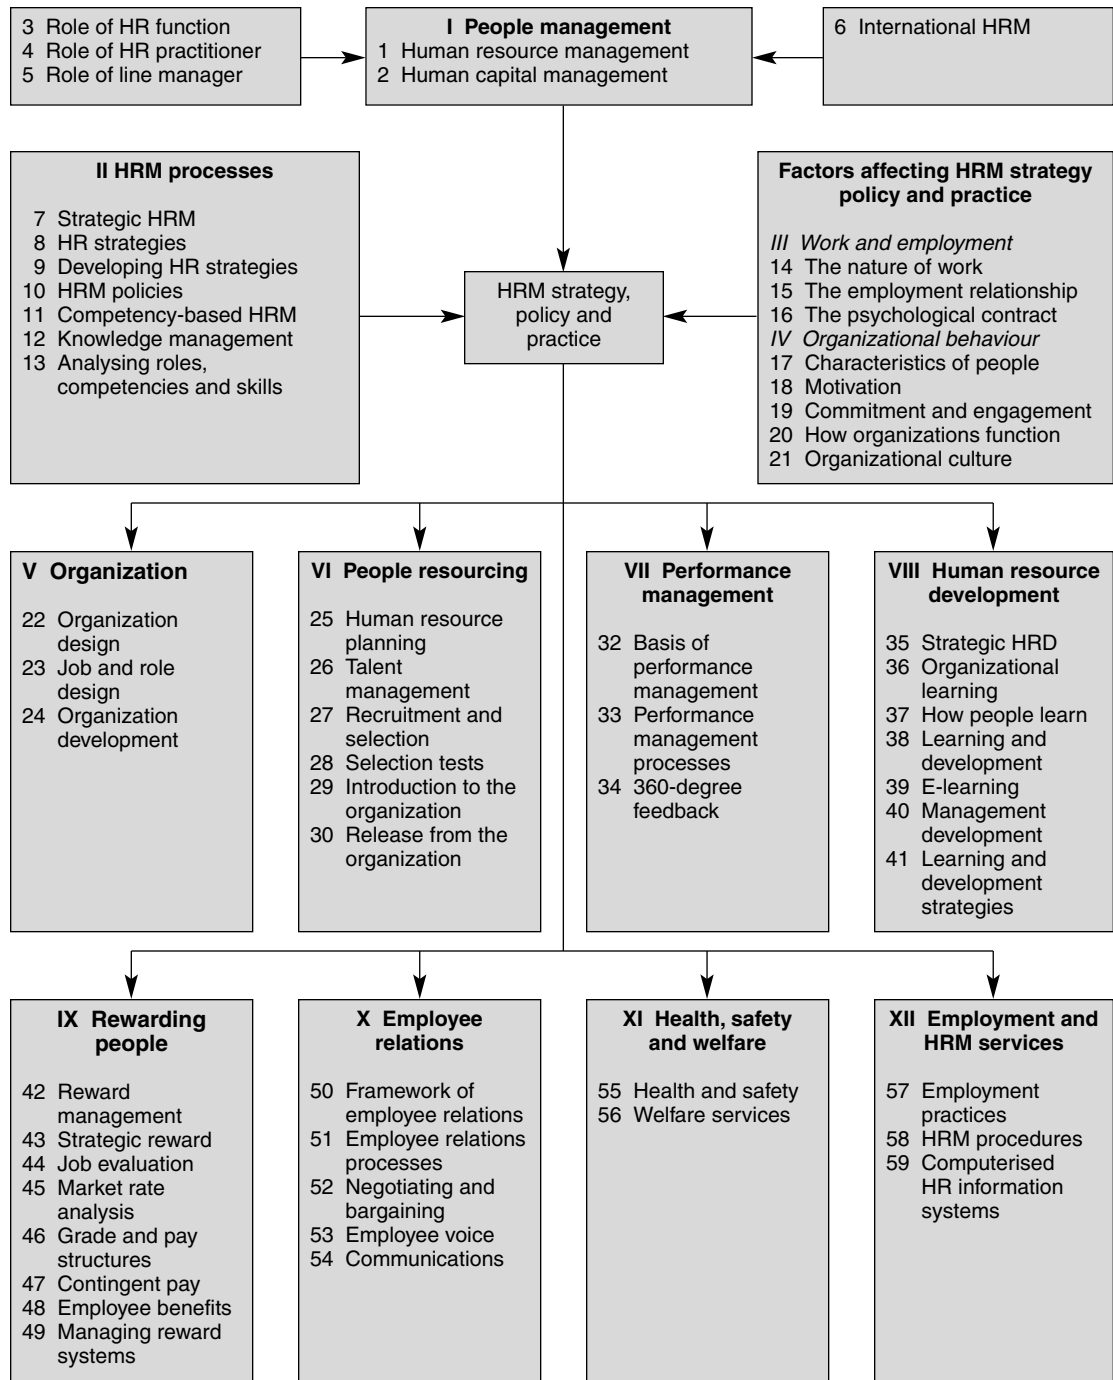 3 Role of HR function
4 Role of HR practitioner
5 Role of line manager
I People management
1 Human resource management
2 Human capital management
6 International HRM
II HRM processes
7 Strategic HRM
8 HR strategies
9 Developing HR strategies
10 HRM policies
11 Competency-based HRM
12 Knowledge management
13 Analysing roles,
competencies and skills
HRM strategy,
policy and
practice
Factors affecting HRM strategy
policy and practice
III Work and employment
14 The nature of work
15 The employment relationship
16 The psychological contract
IV Organizational behaviour
17 Characteristics of people
18 Motivation
19 Commitment and engagement
20 How organizations function
21 Organizational culture
V Organization
22 Organization
design
23 Job and role
design
24 Organization
development
VI People resourcing
25 Human resource
planning
26 Talent
management
27 Recruitment and
selection
28 Selection tests
29 Introduction to the
organization
30 Release from the
organization
VII Performance
management
32 Basis of
performance
management
33 Performance
management
processes
34 360-degree
feedback
VIII Human resource
development
35 Strategic HRD
36 Organizational
learning
37 How people learn
38 Learning and
development
39 E-learning
40 Management
development
41 Learning and
development
strategies
IX Rewarding
people
42 Reward
management
43 Strategic reward
44 Job evaluation
45 Market rate
analysis
46 Grade and pay
structures
47 Contingent pay
48 Employee benefits
49 Managing reward
systems
X Employee
relations
50 Framework of
employee relations
51 Employee relations
processes
52 Negotiating and
bargaining
53 Employee voice
54 Communications
XI Health, safety
and welfare
55 Health and safety
56 Welfare services
XII Employment and
HRM services
57 Employment
practices
58 HRM procedures
59 Computerised
HR information
systems